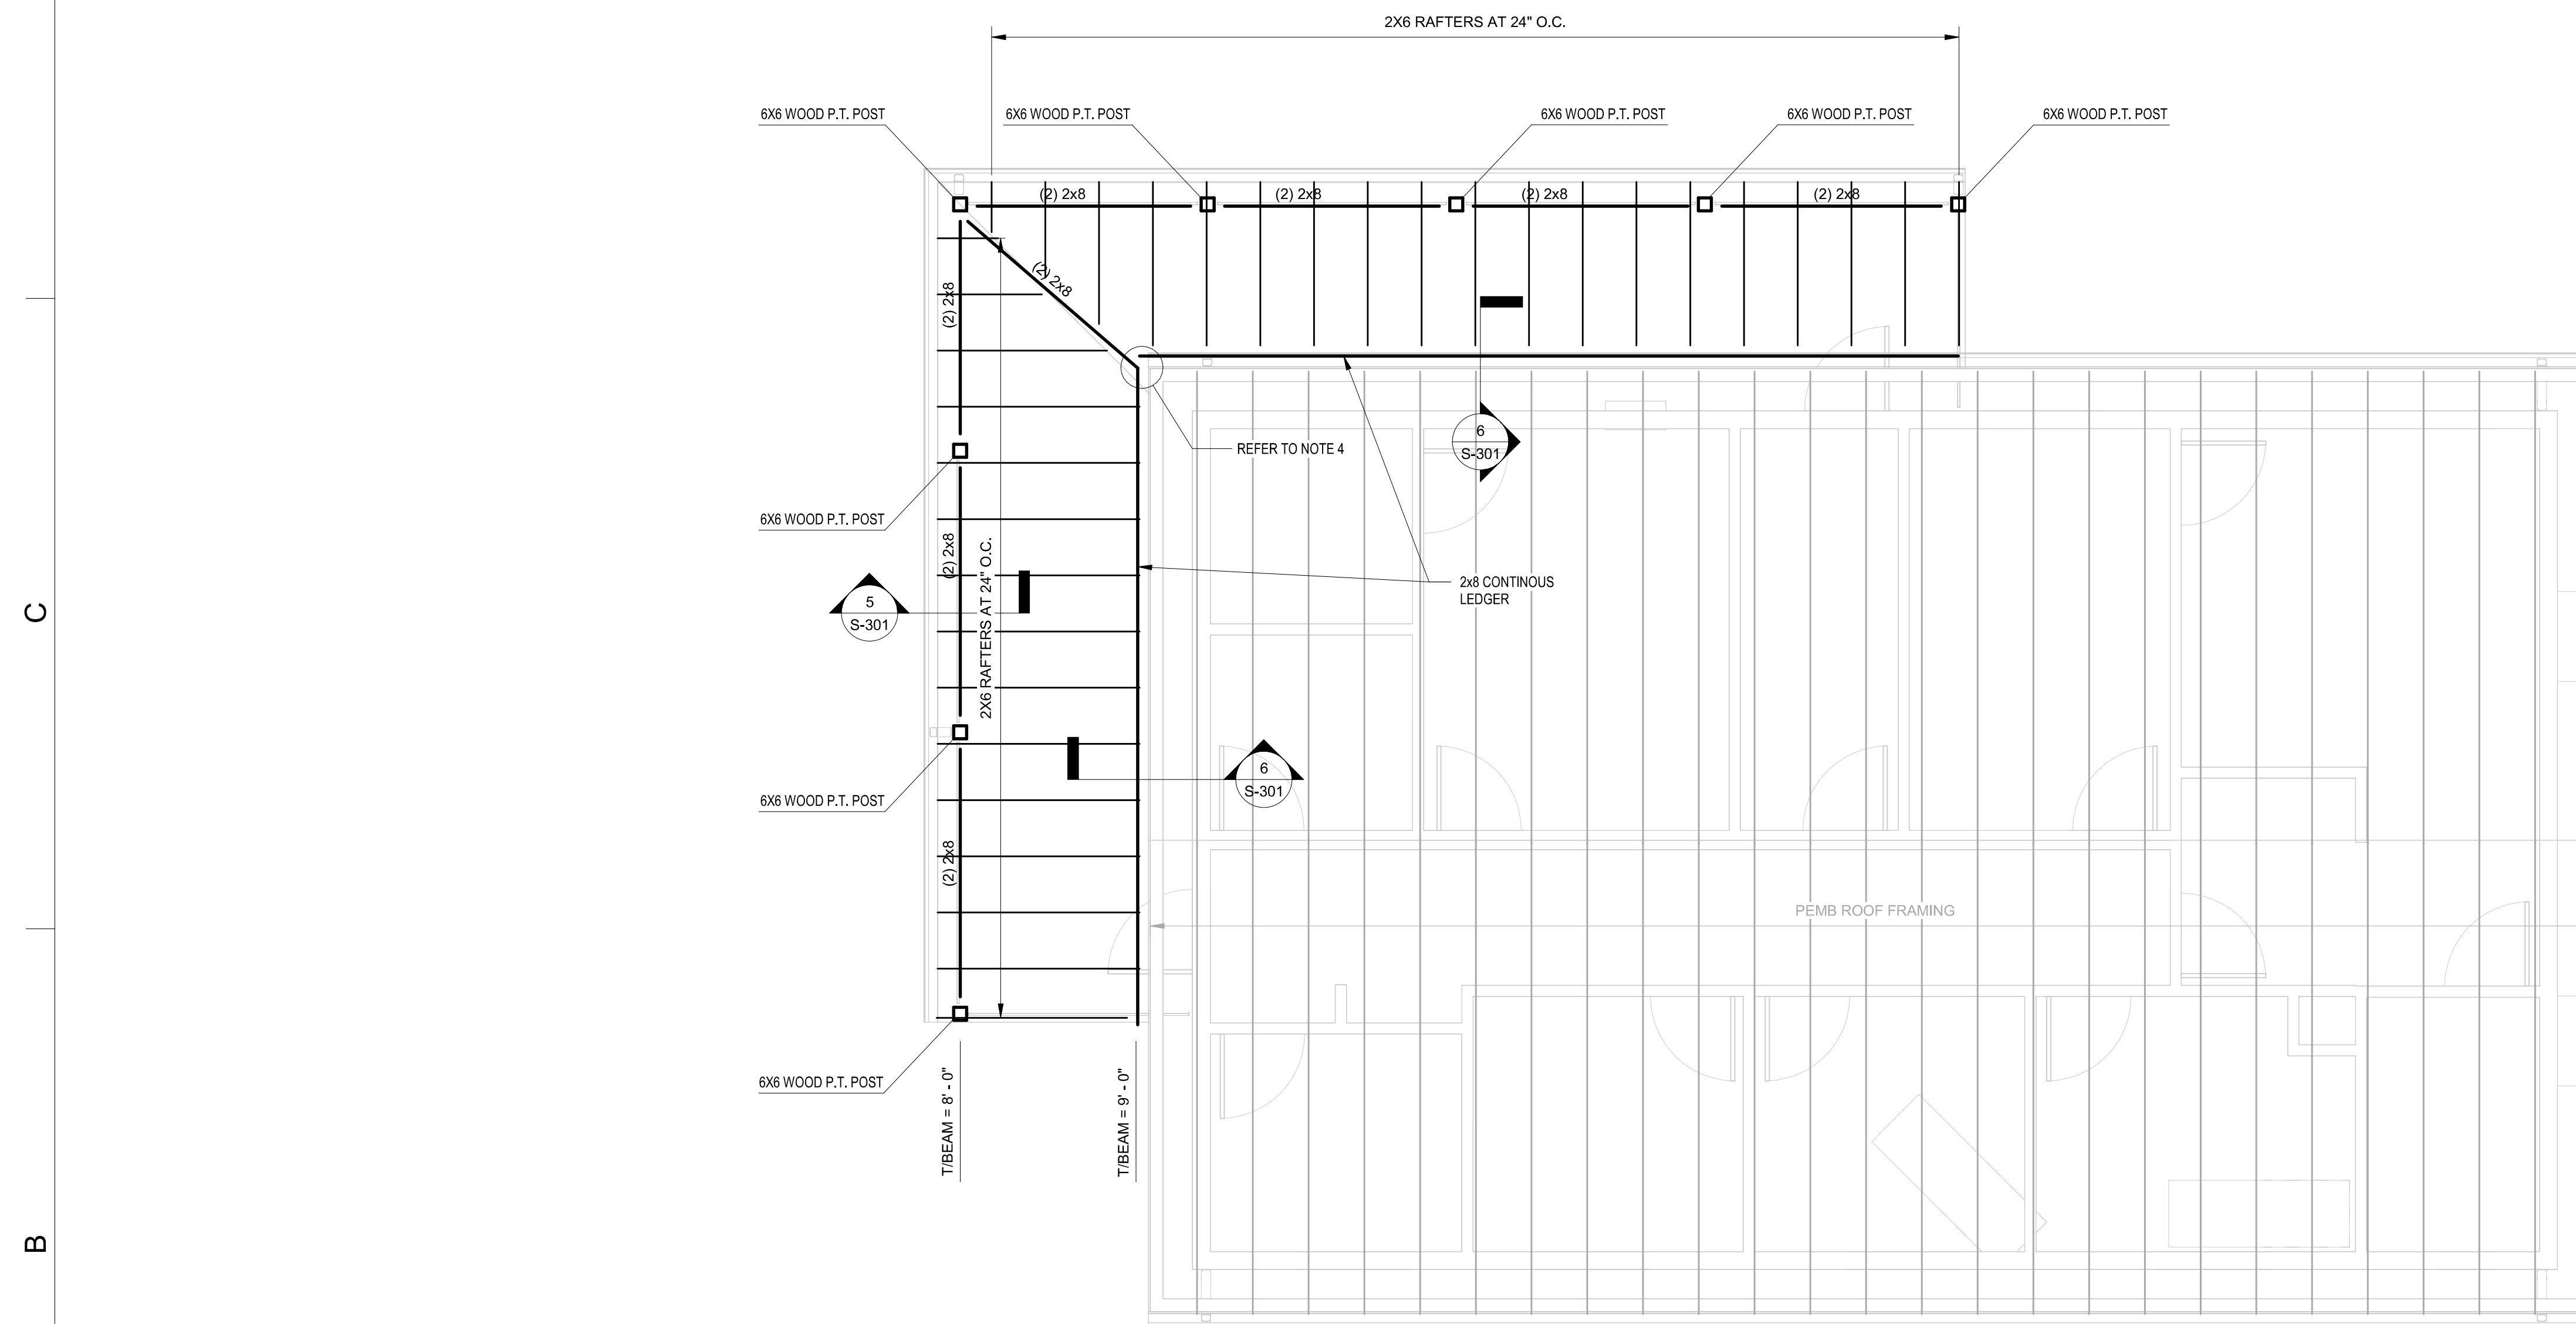 2X6 RAFTERS AT 24" O.C.
6X6 WOOD P.T. POST
6X6 WOOD P.T. POST
6X6 WOOD P.T. POST
6X6 WOOD P.T. POST
6X6 WOOD P.T. POST
(2) 2x8
(2) 2x8
(2) 2x8
(2) 2x8
(2) 2x8
(2) 2x8
REFER TO NOTE 4
6
S-301
6X6 WOOD P.T. POST
(2) 2x8
2X6 RAFTERS AT 24" O.C.
2x8 CONTINOUS
LEDGER
C
5
S-301
6
S-301
6X6 WOOD P.T. POST
(2) 2x8
PEMB ROOF FRAMING
6X6 WOOD P.T. POST
T/BEAM = 8' - 0"
T/BEAM = 9' - 0"
B